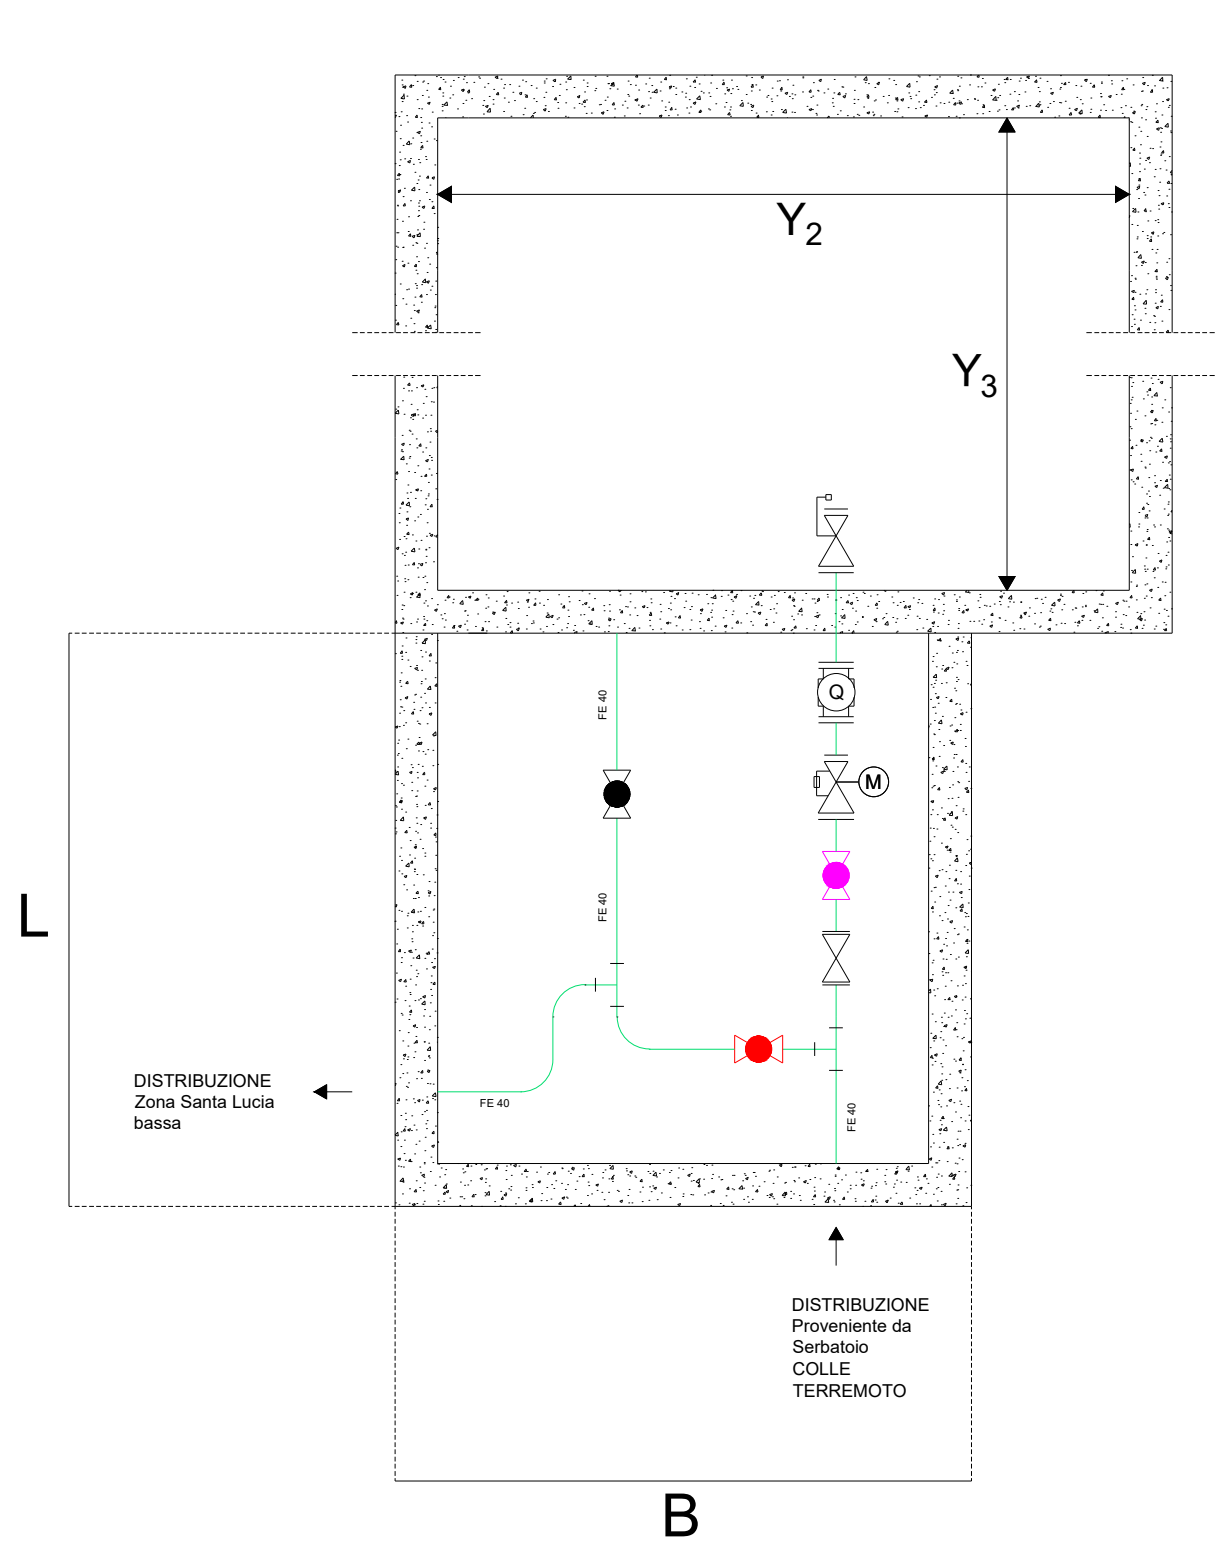 Y2
Y3
FE 40
Q
M
L
FE 40
DISTRIBUZIONE
Zona Santa Lucia
bassa
FE 40
FE 40
DISTRIBUZIONE
Proveniente da
Serbatoio
COLLE
TERREMOTO
B